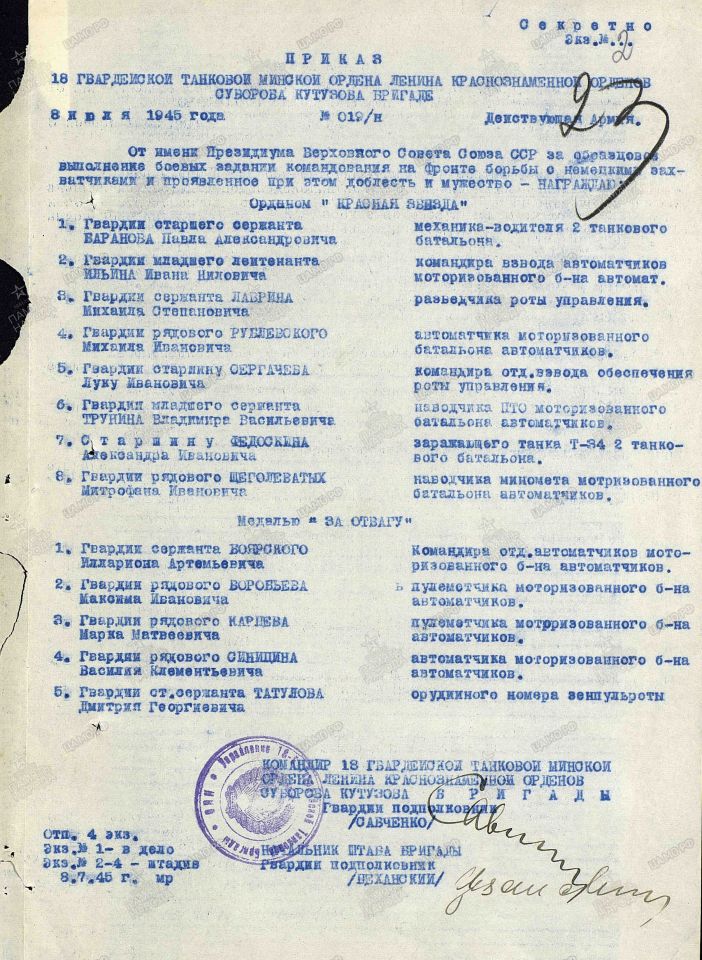 Секретно
Экз.№ 2
23
ПРИКАЗ
18 ГВАРДЕЙСКОЙ ТАНКОВОЙ МИНСКОЙ ОРДЕНА ЛЕНИНА КРАСНОЗНАМЕННОЙ ОРДЕНОВ
СУВОРОВА КУТУЗОВА БРИГАДЕ
8 июля 1945 года № 019/н Действующая Армия.
От имени Президиума Верховного Совета Союза ССР за образцовое
выполнение боевых заданий командования на фронте борьбы с немецкими зах-
ватчиками и проявленное при этом доблесть и мужество - НАГРАЖДАЮ:
Орденом " КРАСНАЯ ЗВЕЗДА"
1. Гвардии старшего сержанта механика-водителя 2 танкового
БАРАНОВА Павла Александровича батальона.
2. Гвардии младшего лейтенанта командира взвода автоматчиков
ИЛЬИНА Ивана Ниловича моторизованного б-на автомат.
3. Гвардии сержанта ЛАВРИНА разведчика роты управления.
Михаила Степановича
4. Гвардии рядового РУБЛЕВСКОГО автоматчика моторизованного
Михаила Ивановича батальона автоматчиков.
5. Гвардии старшину СЕРГАЧЕВА командира отд.взвода обеспечения
Луку Ивановича роты управления.
6. Гвардии младшего сержанта наводчика ПТО моторизованного
ТРУНИНА Владимира Васильевича батальона автоматчиков.
7. Старшину ФЕДОСКИНА заряжающего танка Т-34 2 танко-
Александра Ивановича вого батальона.
8. Гвардии рядового ЩЕГОЛЕВАТЫХ наводчика миномета мотризованного
Митрофана Ивановича батальона автоматчиков.
Медалью " ЗА ОТВАГУ"
1. Гвардии сержанта БОЯРСКОГО Командира отд.автоматчиков мото-
Иллариона Артемьевича ризованного б-на автоматчиков.
2. Гвардии рядового ВОРОБЬЕВА ь пулеметчика моторизованного б-на
Максима Ивановича автоматчиков.
3. Гвардии рядового КАРЦЕВА пулеметчика моторизованного б-на
Марка Матвеевича автоматчиков.
4. Гвардии рядового СИНИЦИНА автоматчика моторизованного б-на
Василия Клементьевича автоматчиков.
5. Гвардии ст.сержанта ТАТУЛОВА орудийного номера зенпульроты
Дмитрия Георгиевича
КОМАНДИР 18 ГВАРДЕЙСКОЙ ТАНКОВОЙ МИНСКОЙ
ОРДЕНА ЛЕНИНА КРАСНОЗНАМЕННОЙ ОРДЕНОВ
СУВОРОВА КУТУЗОВА БРИГАДЫ
Гвардии подполковник
/САВЧЕНКО/
Отп. 4 экз.
Экз.№ 1- в дело НАЧАЛЬНИК ШТАБА БРИГАДЫ
Экз.№ 2-4 - штадив Гвардии подполковник
8.7.45 г. мр /БЕХАНСКИЙ/